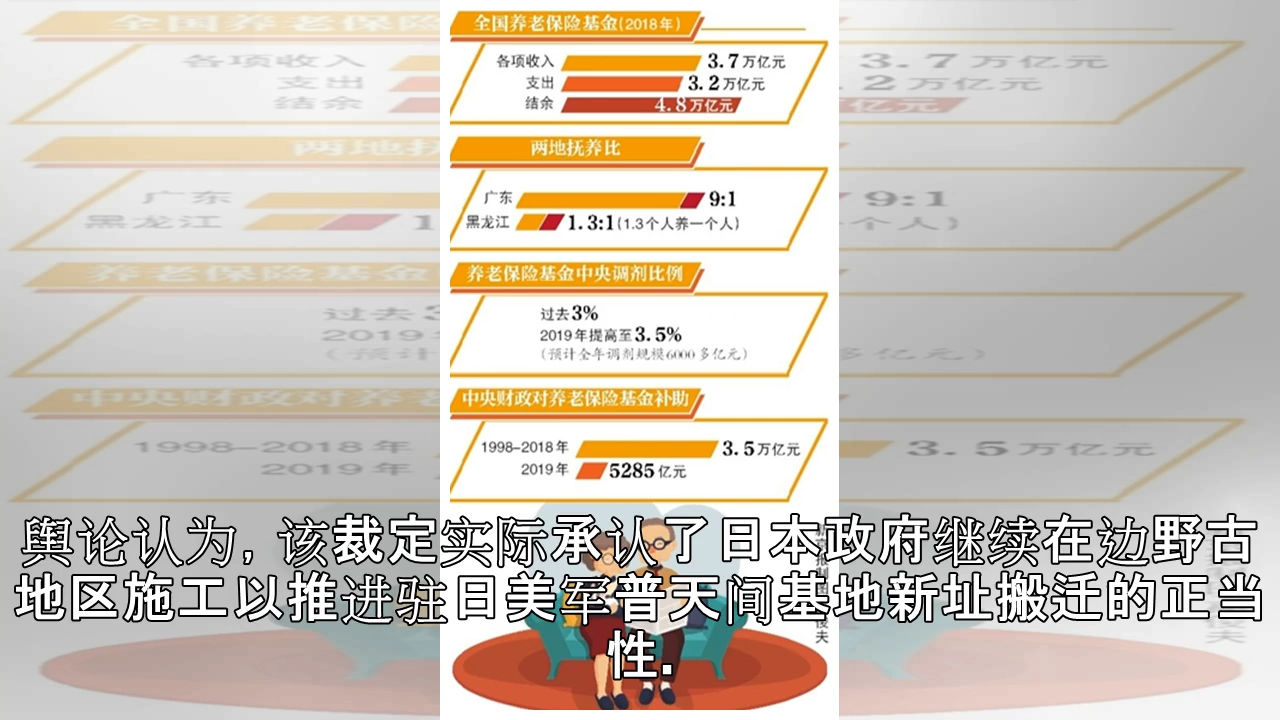 全国养老保险基金(2018年)
各项收入 3.7万亿元
支出 3.2万亿元
结余 4.8万亿元
两地抚养比
广东 9:1
黑龙江 1.3:1(1.3个人养一个人)
养老保险基金中央调剂比例
过去3%
2019年提高至3.5%
(预计全年调剂规模6000多亿元)
中央财政对养老保险基金补助
1998-2018年 3.5万亿元
2019年 5285亿元
舆论认为, 该裁定实际承认了日本政府继续在边野古
地区施工以推进驻日美军普天间基地新址搬迁的正当
性.